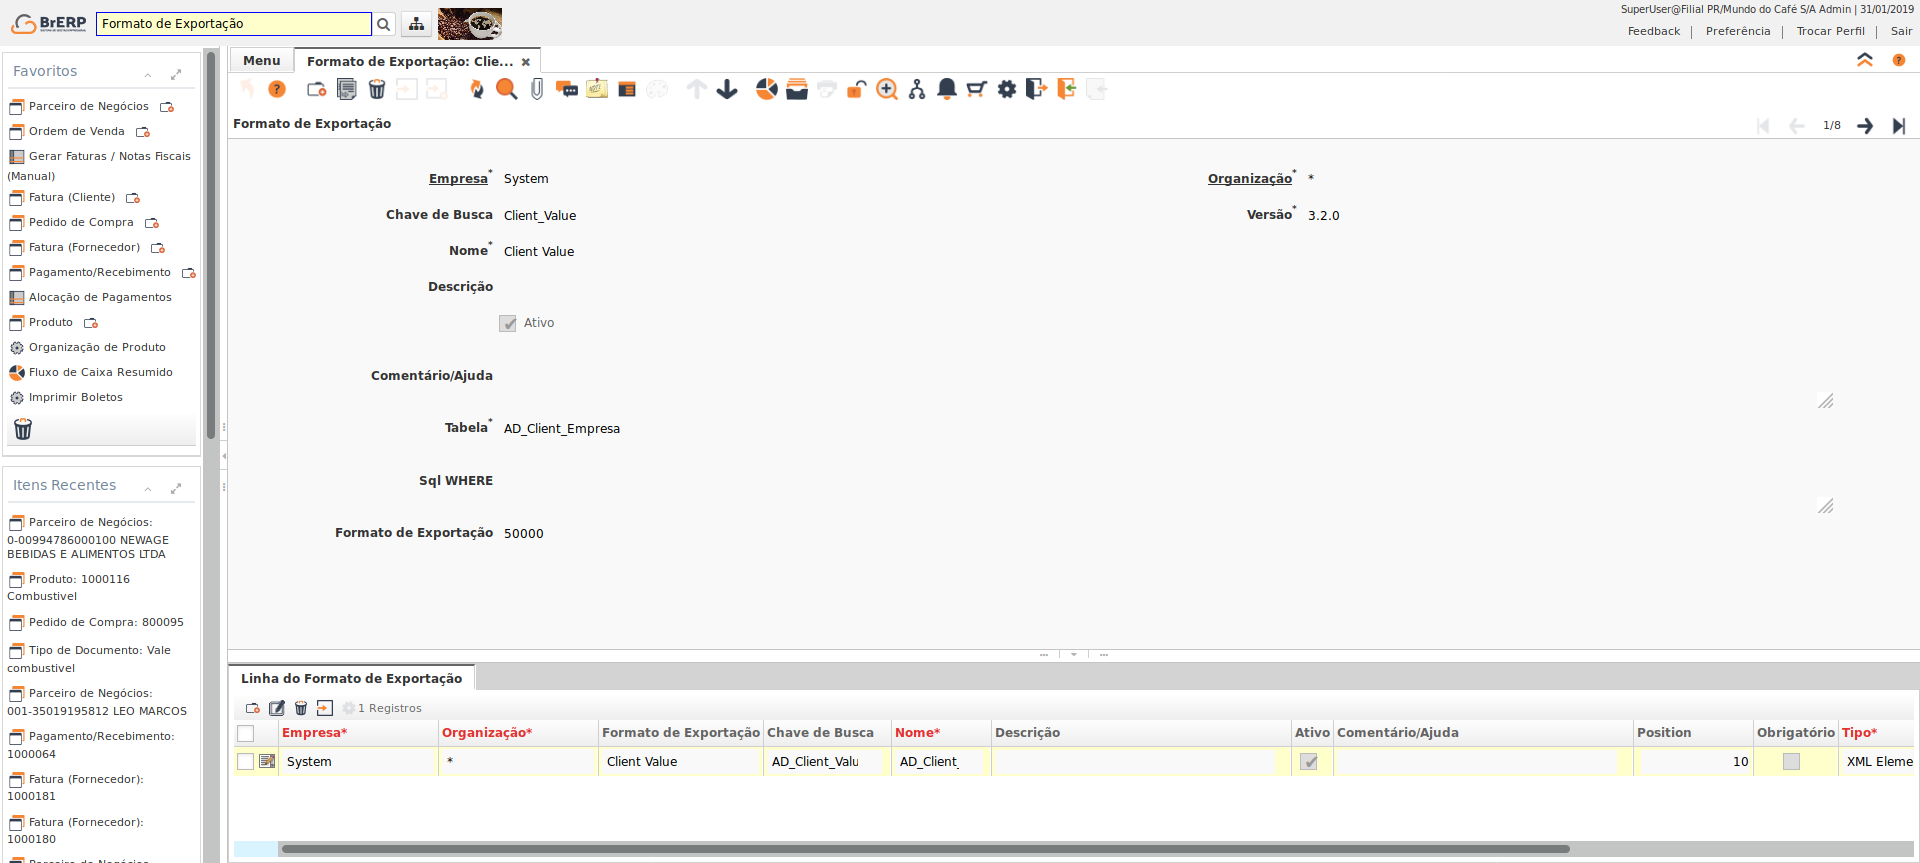 BrERP
Formato de Exportação
SuperUser@Filial PR/Mundo do Café S/A Admin | 31/01/2019
Feedback | Preferência | Trocar Perfil | Sair
Favoritos
Parceiro de Negócios
Ordem de Venda
Gerar Faturas / Notas Fiscais
(Manual)
Fatura (Cliente)
Pedido de Compra
Fatura (Fornecedor)
Pagamento/Recebimento
Alocação de Pagamentos
Produto
Organização de Produto
Fluxo de Caixa Resumido
Imprimir Boletos
Itens Recentes
Parceiro de Negócios:
0-00994786000100 NEWAGE
BEBIDAS E ALIMENTOS LTDA
Produto: 1000116
Combustivel
Pedido de Compra: 800095
Tipo de Documento: Vale
combustivel
Parceiro de Negócios:
001-35019195812 LEO MARCOS
Pagamento/Recebimento:
1000064
Fatura (Fornecedor):
1000181
Fatura (Fornecedor):
1000180
Parceiro de Negócios
Menu
Formato de Exportação: Clie...
Formato de Exportação
1/8
Empresa* System
Organização* *
Chave de Busca Client_Value
Versão* 3.2.0
Nome* Client Value
Descrição
Ativo
Comentário/Ajuda
Tabela* AD_Client_Empresa
Sql WHERE
Formato de Exportação 50000
Linha do Formato de Exportação
1 Registros
Empresa* Organização* Formato de Exportação Chave de Busca Nome* Descrição Ativo Comentário/Ajuda Position Obrigatório Tipo*
System * Client Value AD_Client_Valu AD_Client_ 10 XML Eleme